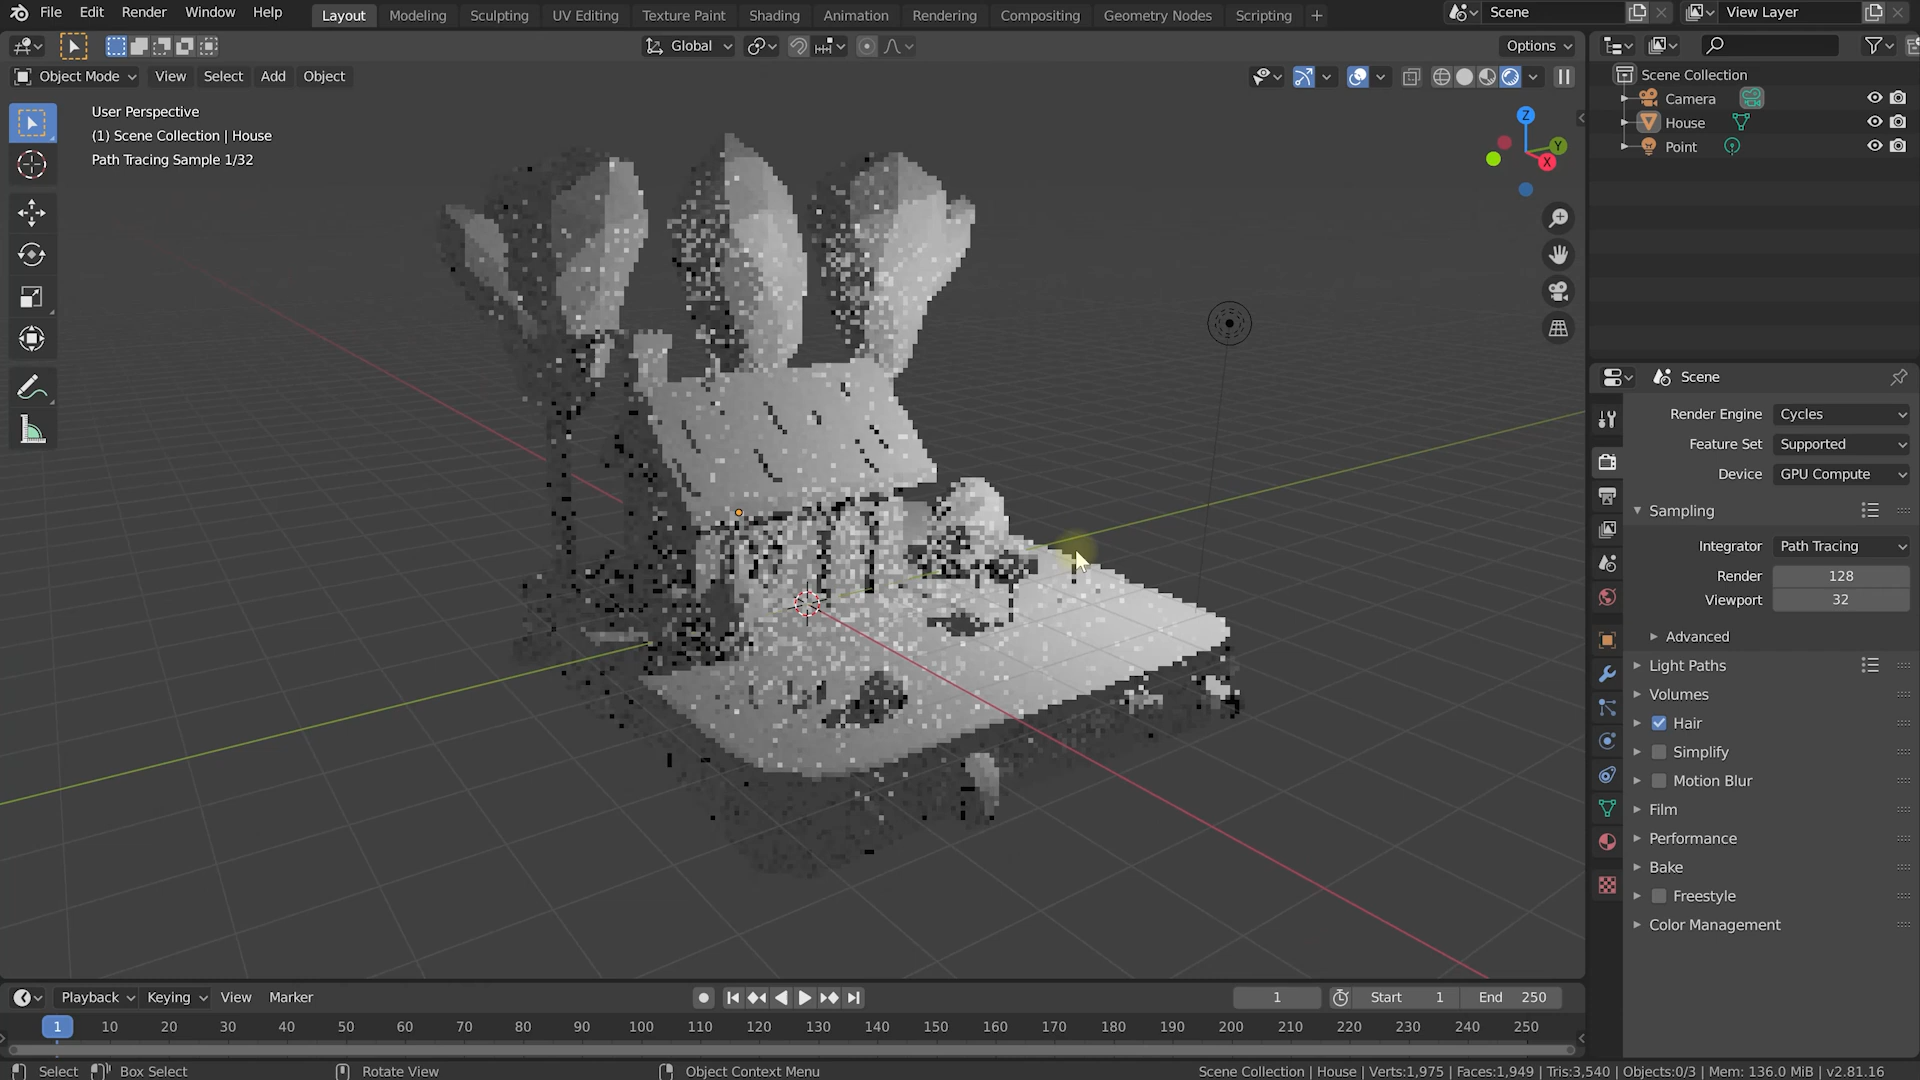 File Edit Render Window Help Layout Modeling Sculpting UV Editing Texture Paint Shading Animation Rendering Compositing Geometry Nodes Scripting + Scene View Layer
Global Options
Object Mode View Select Add Object
User Perspective
(1) Scene Collection | House
Path Tracing Sample 1/32
Z
Y
X
Scene Collection
Camera
House
Point
Scene
Render Engine Cycles
Feature Set Supported
Device GPU Compute
Sampling
Integrator Path Tracing
Render 128
Viewport 32
Advanced
Light Paths
Volumes
Hair
Simplify
Motion Blur
Film
Performance
Bake
Freestyle
Color Management
Playback Keying View Marker 1 Start 1 End 250
1 10 20 30 40 50 60 70 80 90 100 110 120 130 140 150 160 170 180 190 200 210 220 230 240 250
Select Box Select Rotate View Object Context Menu Scene Collection | House | Verts:1,975 | Faces:1,949 | Tris:3,540 | Objects:0/3 | Mem: 136.0 MiB | v2.81.16